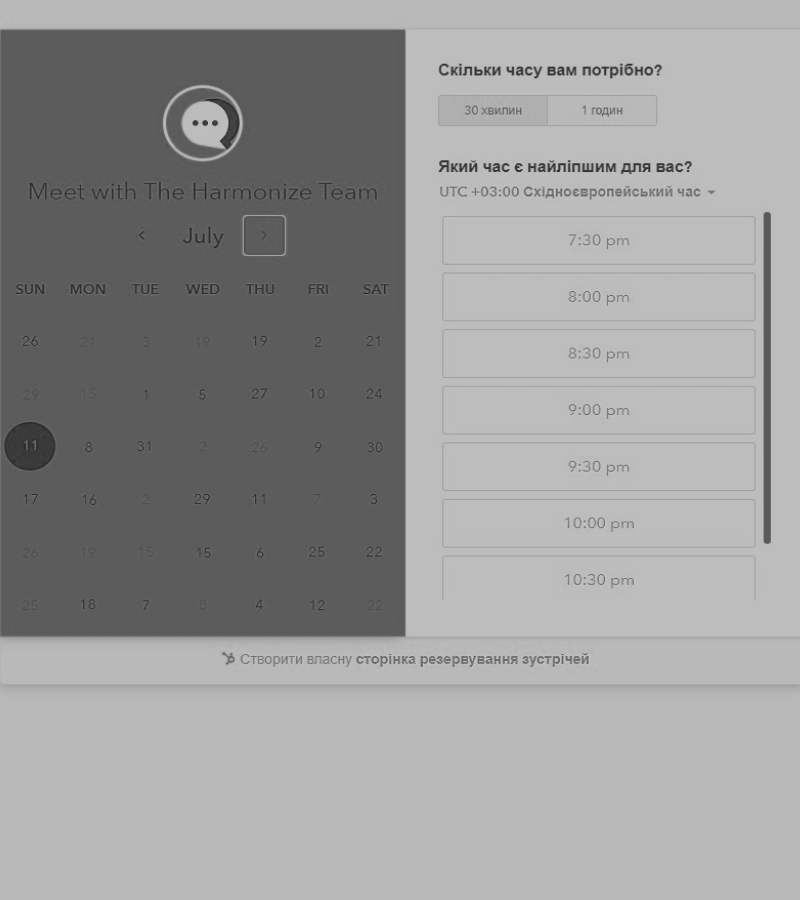 Meet with The Harmonize Team
July
SUN MON TUE WED THU FRI SAT
26 21 3 19 19 2 21
29 15 1 5 27 10 24
11 8 31 2 26 9 30
17 16 2 29 11 7 3
26 19 15 15 6 25 22
25 18 7 8 4 12 22
Скільки часу вам потрібно?
30 хвилин 1 годин
Який час є найліпшим для вас?
UTC +03:00 Східноєвропейський час
7:30 pm
8:00 pm
8:30 pm
9:00 pm
9:30 pm
10:00 pm
10:30 pm
Створити власну сторінка резервування зустрічей